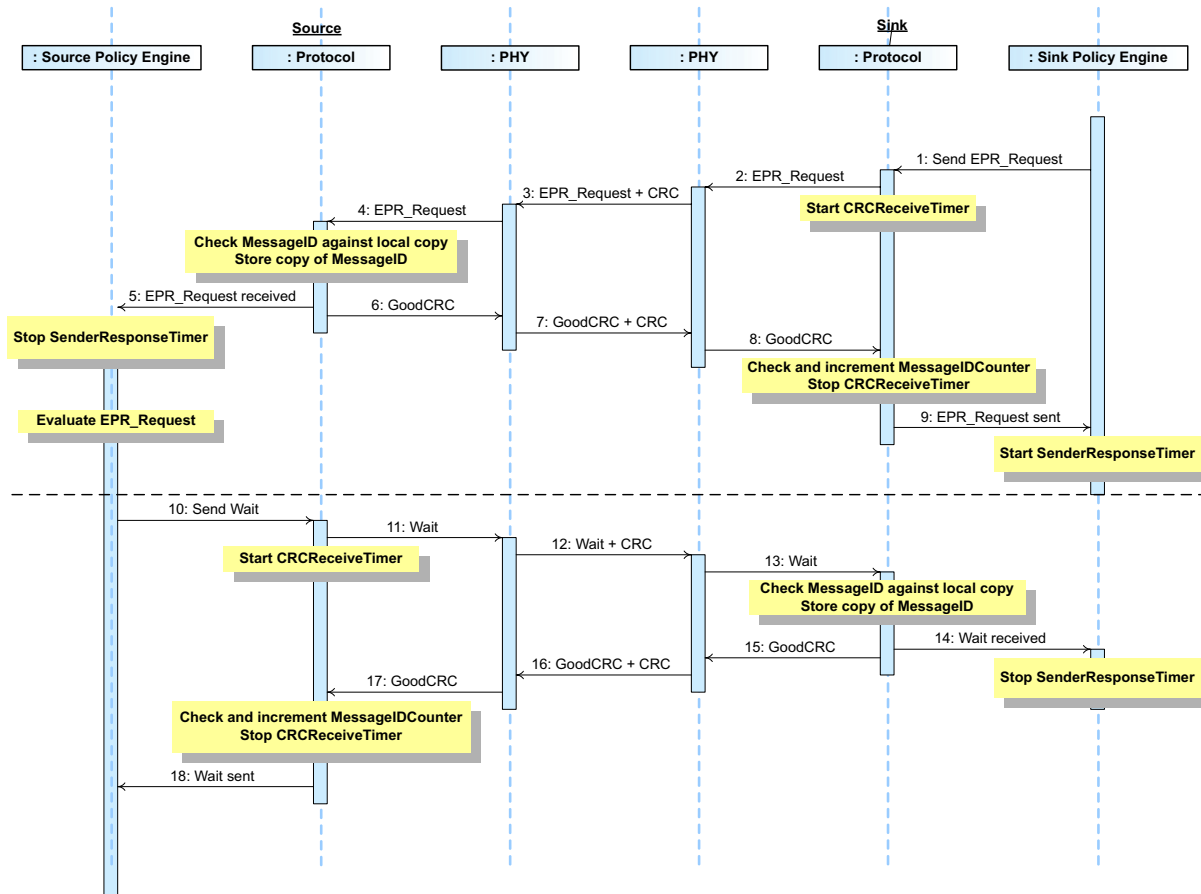 Source
Sink
: Source Policy Engine
: Protocol
: PHY
: PHY
: Protocol
: Sink Policy Engine
1: Send EPR_Request
2: EPR_Request
3: EPR_Request + CRC
Start CRCReceiveTimer
4: EPR_Request
Check MessageID against local copy
Store copy of MessageID
5: EPR_Request received
6: GoodCRC
7: GoodCRC + CRC
Stop SenderResponseTimer
8: GoodCRC
Check and increment MessageIDCounter
Stop CRCReceiveTimer
Evaluate EPR_Request
9: EPR_Request sent
Start SenderResponseTimer
10: Send Wait
11: Wait
12: Wait + CRC
Start CRCReceiveTimer
13: Wait
Check MessageID against local copy
Store copy of MessageID
14: Wait received
15: GoodCRC
16: GoodCRC + CRC
Stop SenderResponseTimer
17: GoodCRC
Check and increment MessageIDCounter
Stop CRCReceiveTimer
18: Wait sent